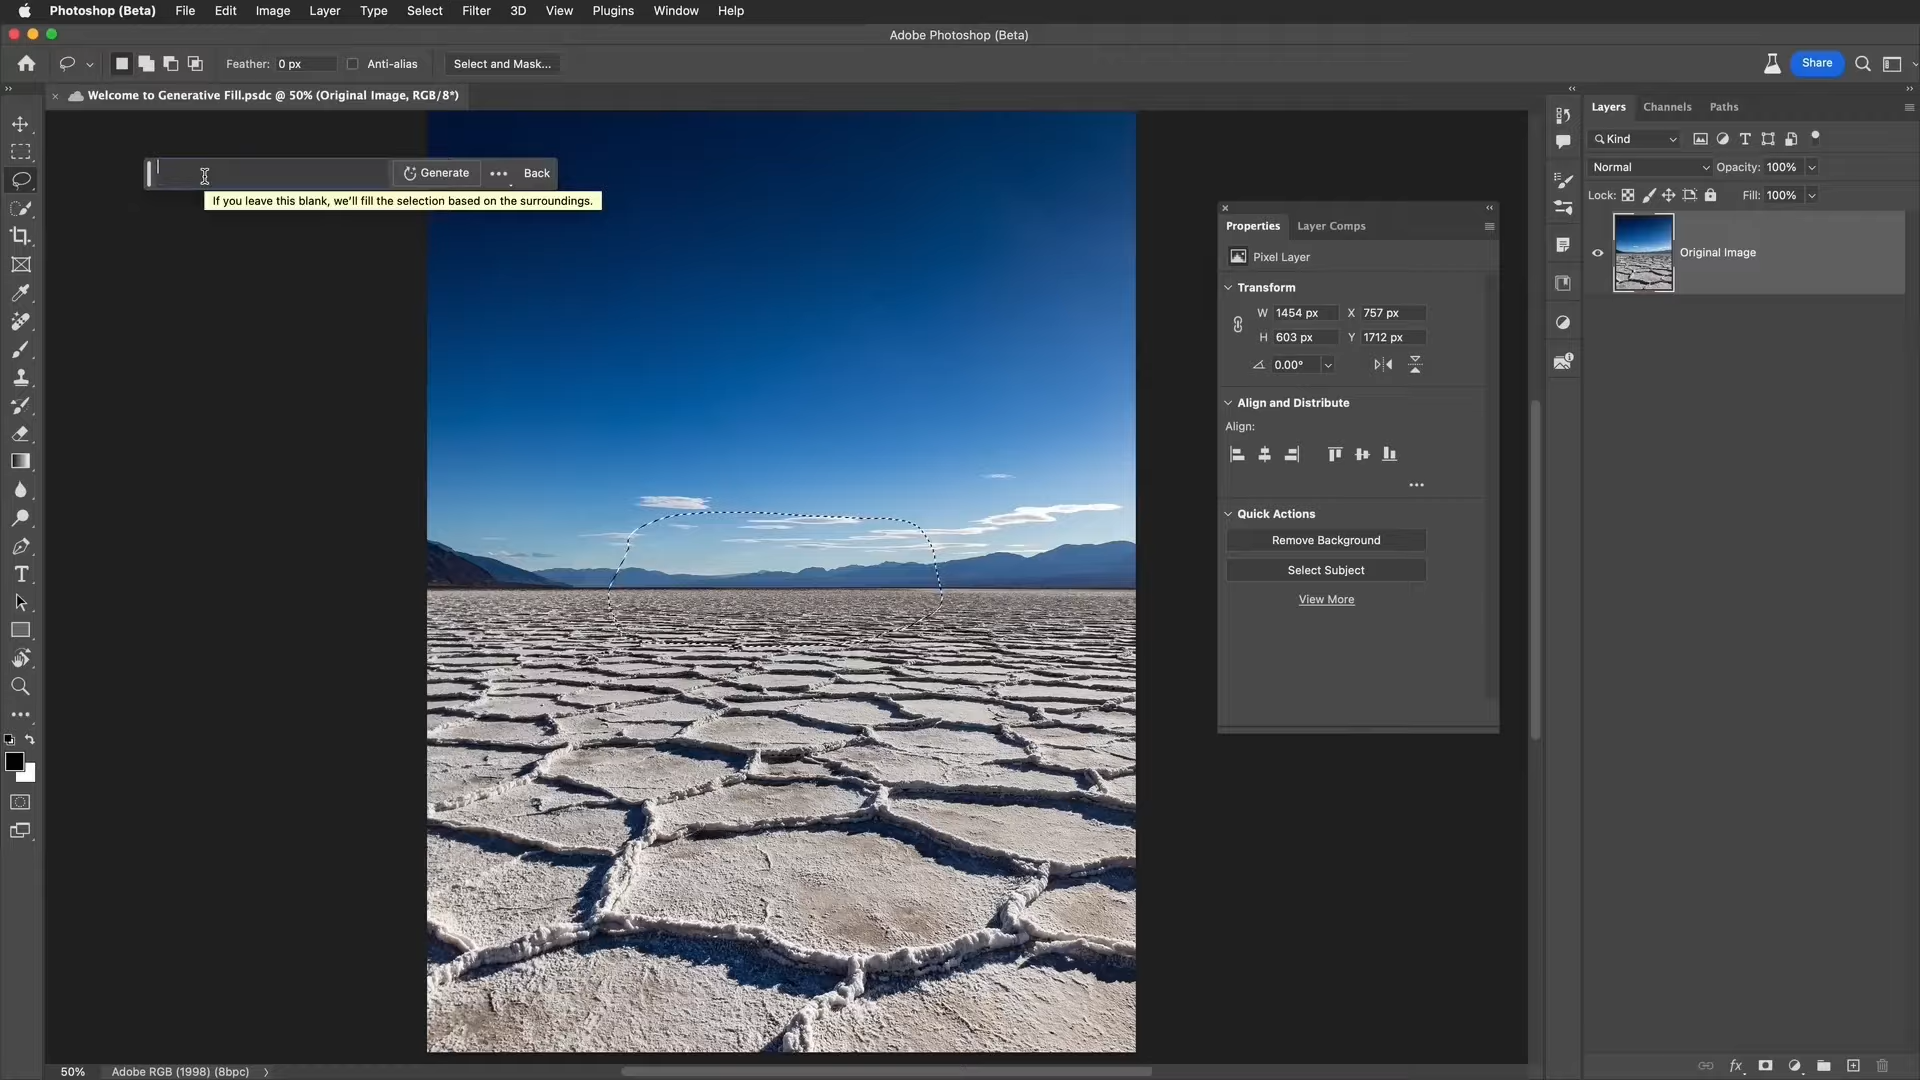 Photoshop (Beta) File Edit Image Layer Type Select Filter 3D View Plugins Window Help
Adobe Photoshop (Beta)
Feather: 0 px Anti-alias Select and Mask... Share
Welcome to Generative Fill.psdc @ 50% (Original Image, RGB/8*)
Generate Back
If you leave this blank, we'll fill the selection based on the surroundings.
Properties Layer Comps
Pixel Layer
Transform
W 1454 px X 757 px
H 603 px Y 1712 px
0.00°
Align and Distribute
Align:
Quick Actions
Remove Background
Select Subject
View More
Layers Channels Paths
Kind
Normal Opacity: 100%
Lock: Fill: 100%
Original Image
50% Adobe RGB (1998) (8bpc)